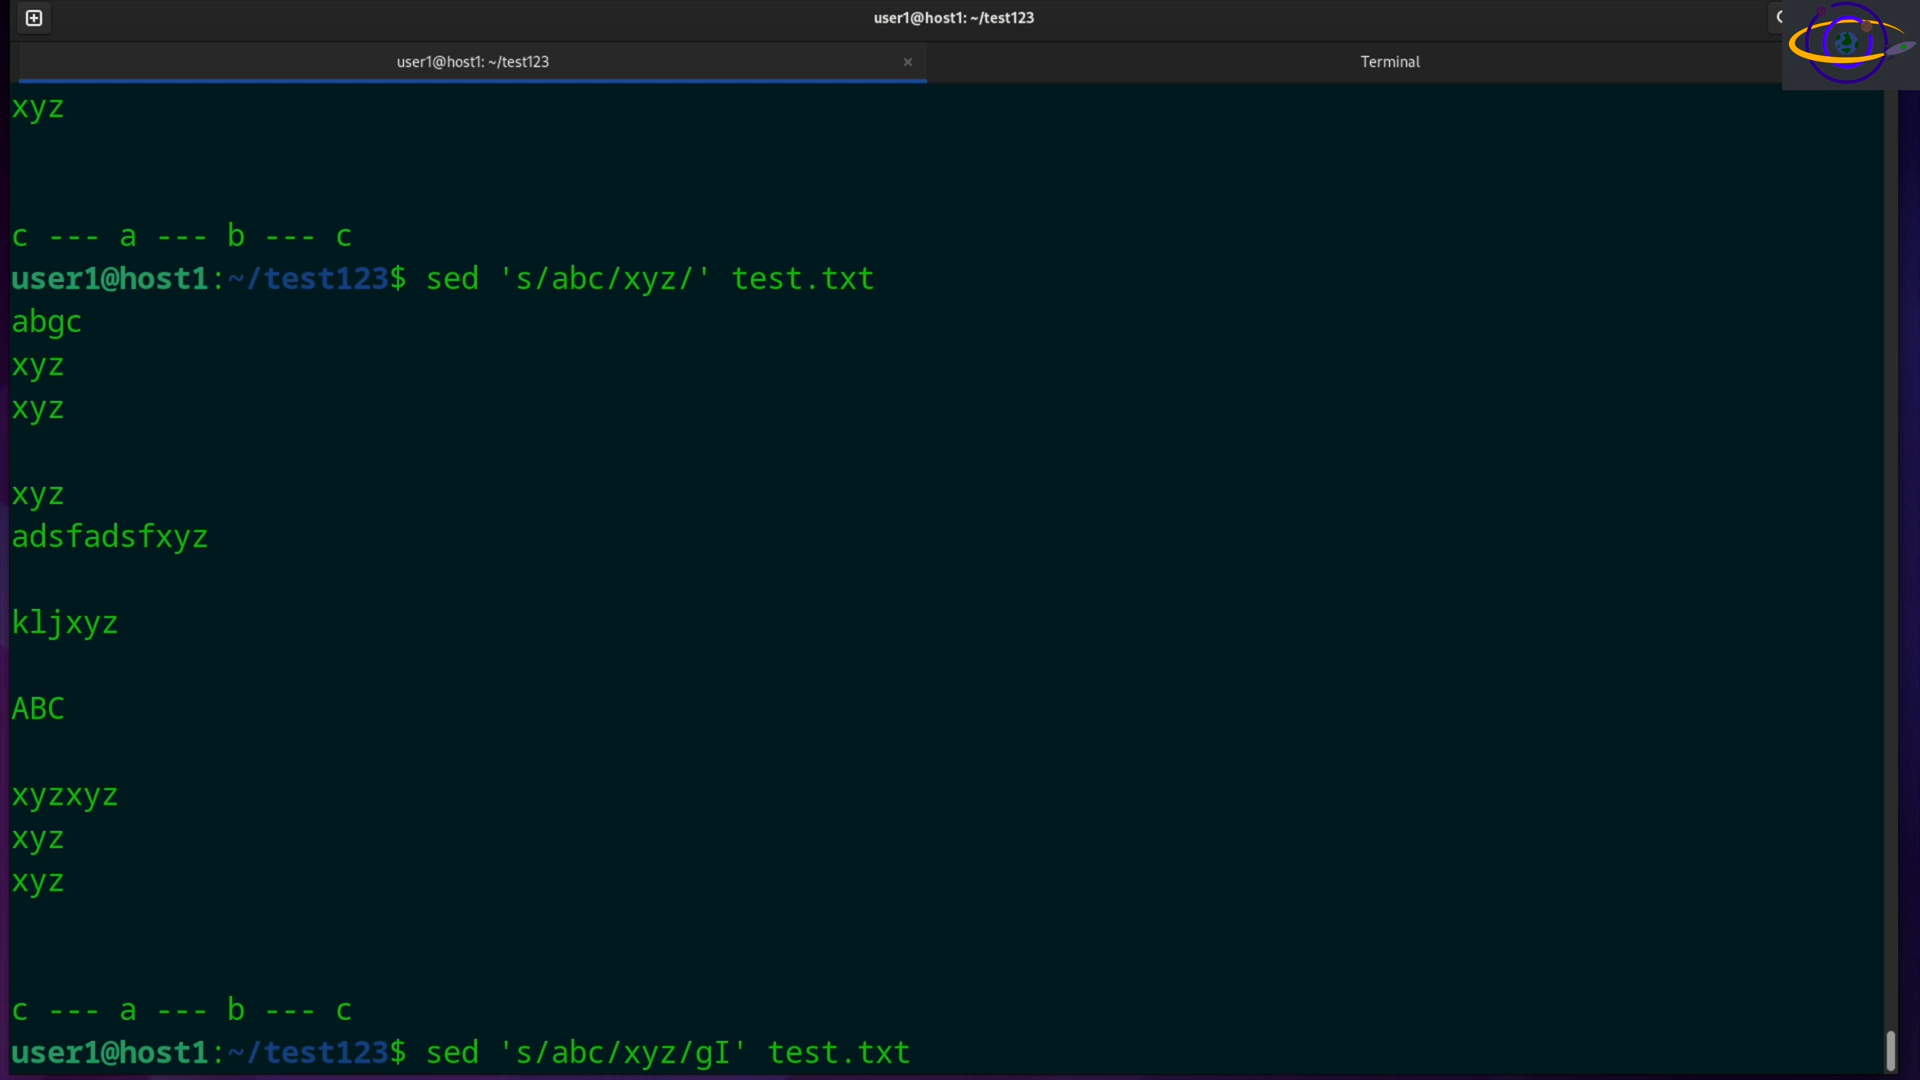 user1@host1: ~/test123
user1@host1: ~/test123 ×
Terminal
xyz
c --- a --- b --- c
user1@host1:~/test123$ sed 's/abc/xyz/' test.txt
abgc
xyz
xyz
xyz
adsfadsfxyz
kljxyz
ABC
xyzxyz
xyz
xyz
c --- a --- b --- c
user1@host1:~/test123$ sed 's/abc/xyz/gI' test.txt